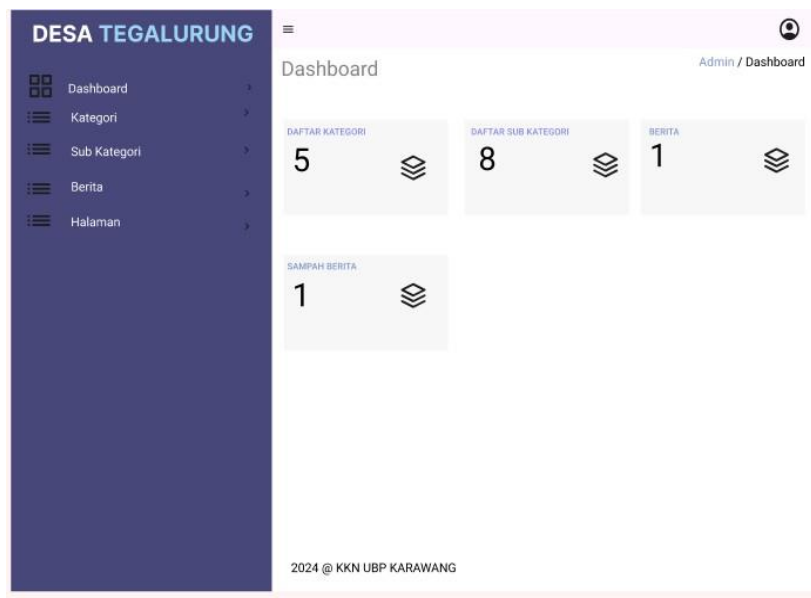 DESA TEGALURUNG
Dashboard
Kategori
Sub Kategori
Berita
Halaman
Dashboard
Admin / Dashboard
DAFTAR KATEGORI
5
DAFTAR SUB KATEGORI
8
BERITA
1
SAMPAH BERITA
1
2024 @ KKN UBP KARAWANG